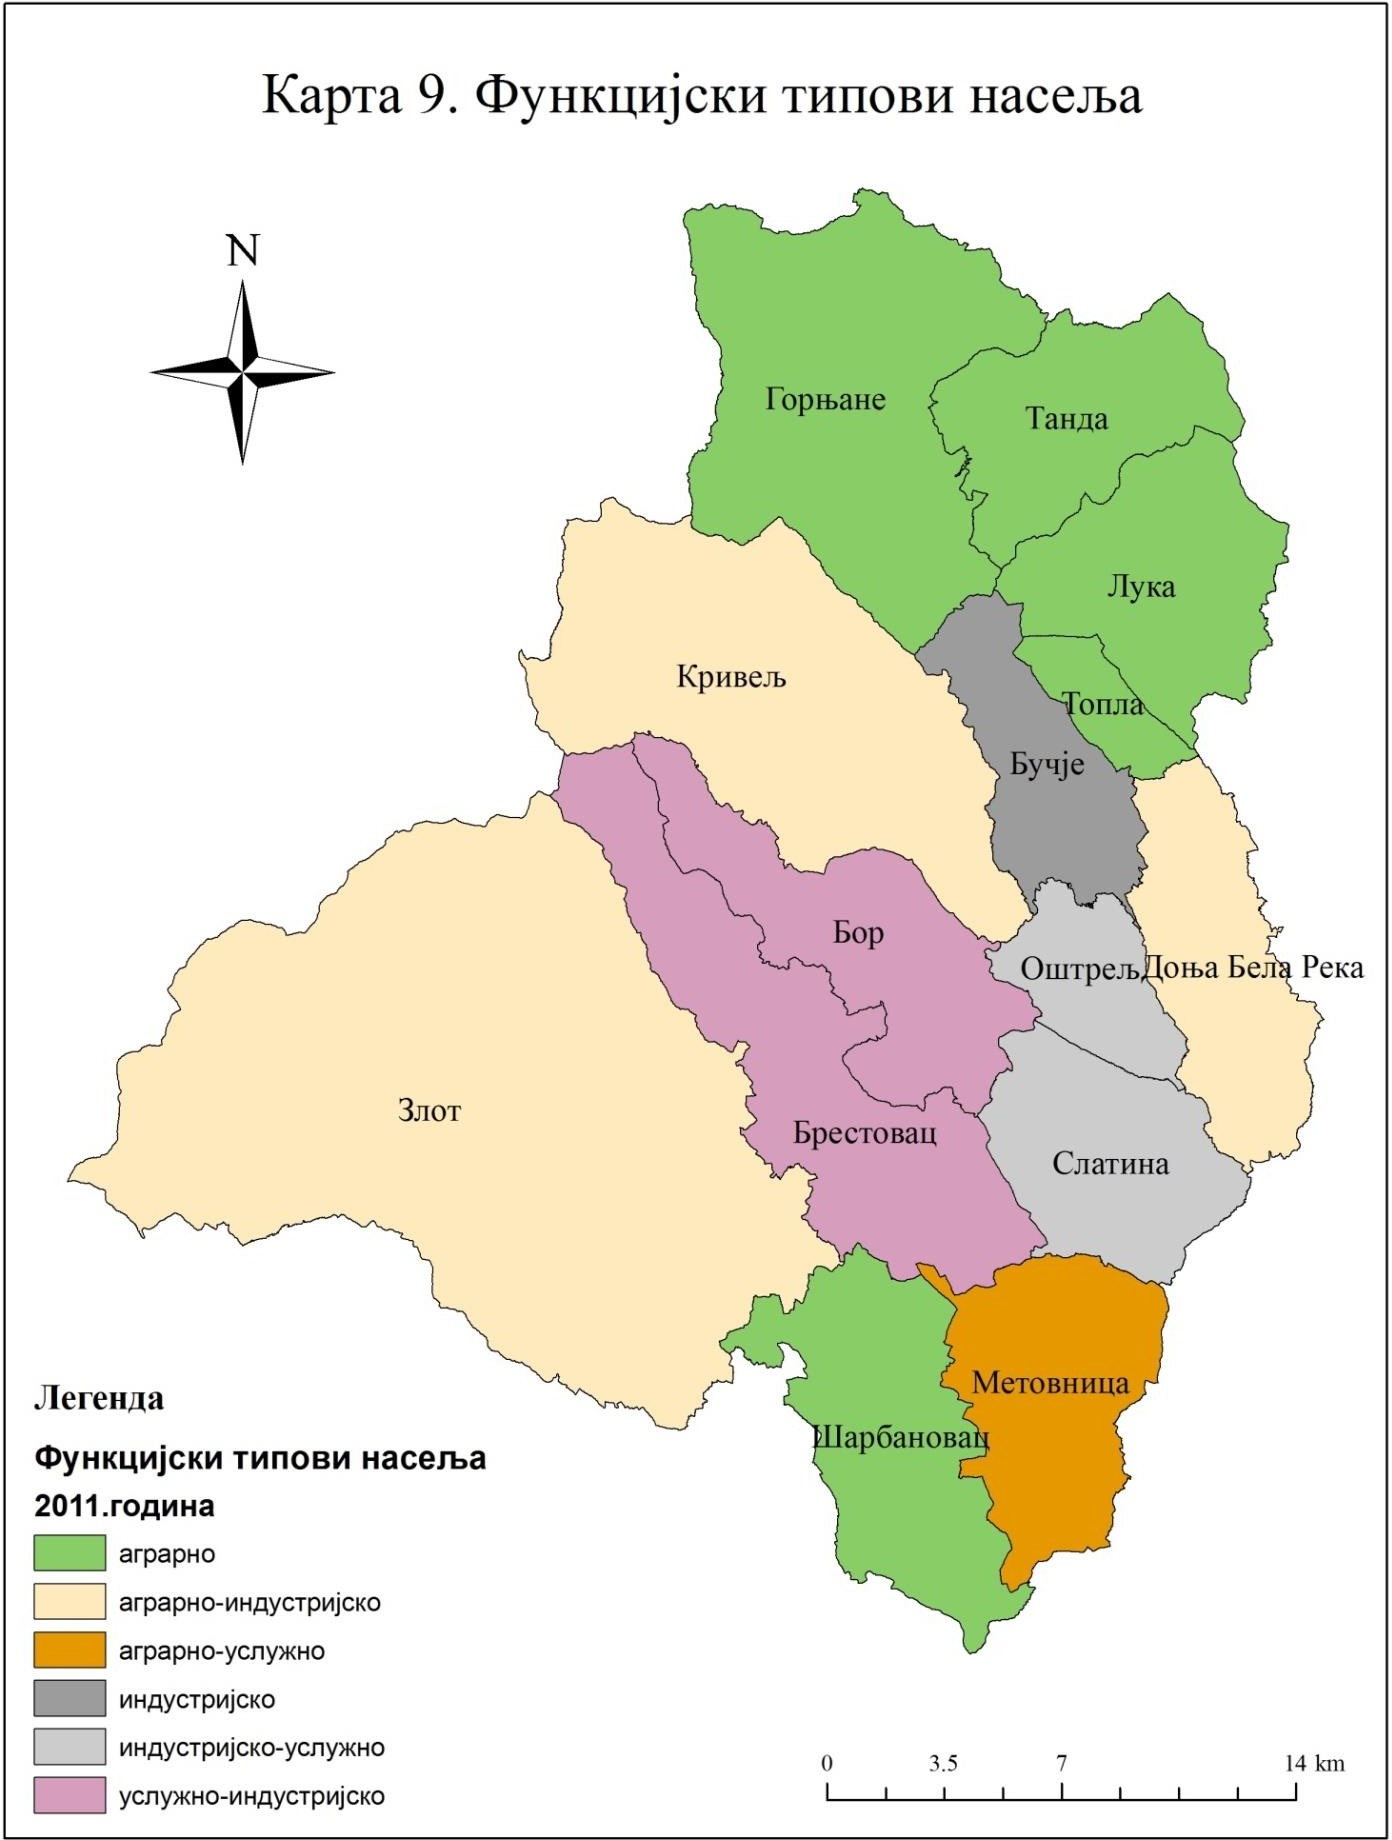 Карта 9. Функцијски типови насеља
N
Горњане
Танда
Лука
Кривељ
Топла
Бучје
Бор
Оштрељ
Доња Бела Река
Злот
Брестовац
Слатина
Метовница
Шарбановац
Легенда
Функцијски типови насеља
2011.година
аграрно
аграрно-индустријско
аграрно-услужно
индустријско
индустријско-услужно
услужно-индустријско
0 3.5 7 14 km